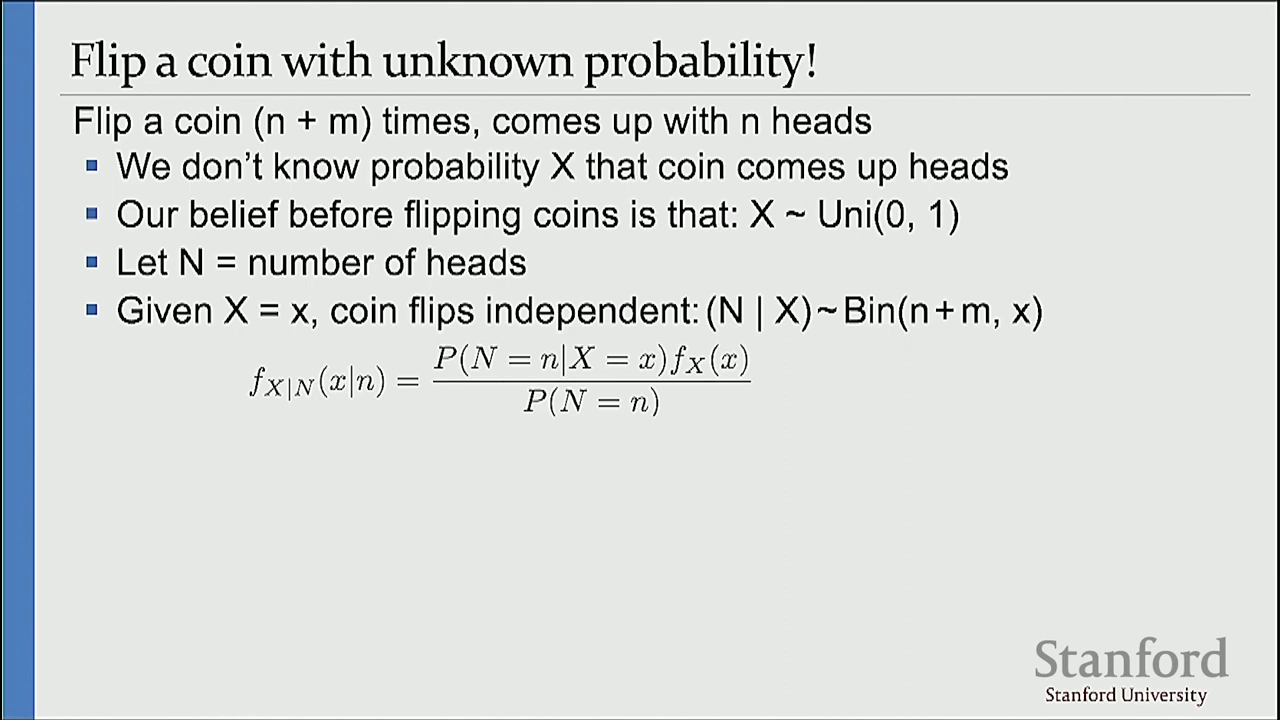 Flip a coin with unknown probability!
Flip a coin (n + m) times, comes up with n heads
▪ We don't know probability X that coin comes up heads
▪ Our belief before flipping coins is that: X ~ Uni(0, 1)
▪ Let N = number of heads
▪ Given X = x, coin flips independent: (N | X) ~ Bin(n + m, x)
f_{X|N}(x|n) = \frac{P(N = n|X = x)f_X(x)}{P(N = n)}
Stanford
Stanford University